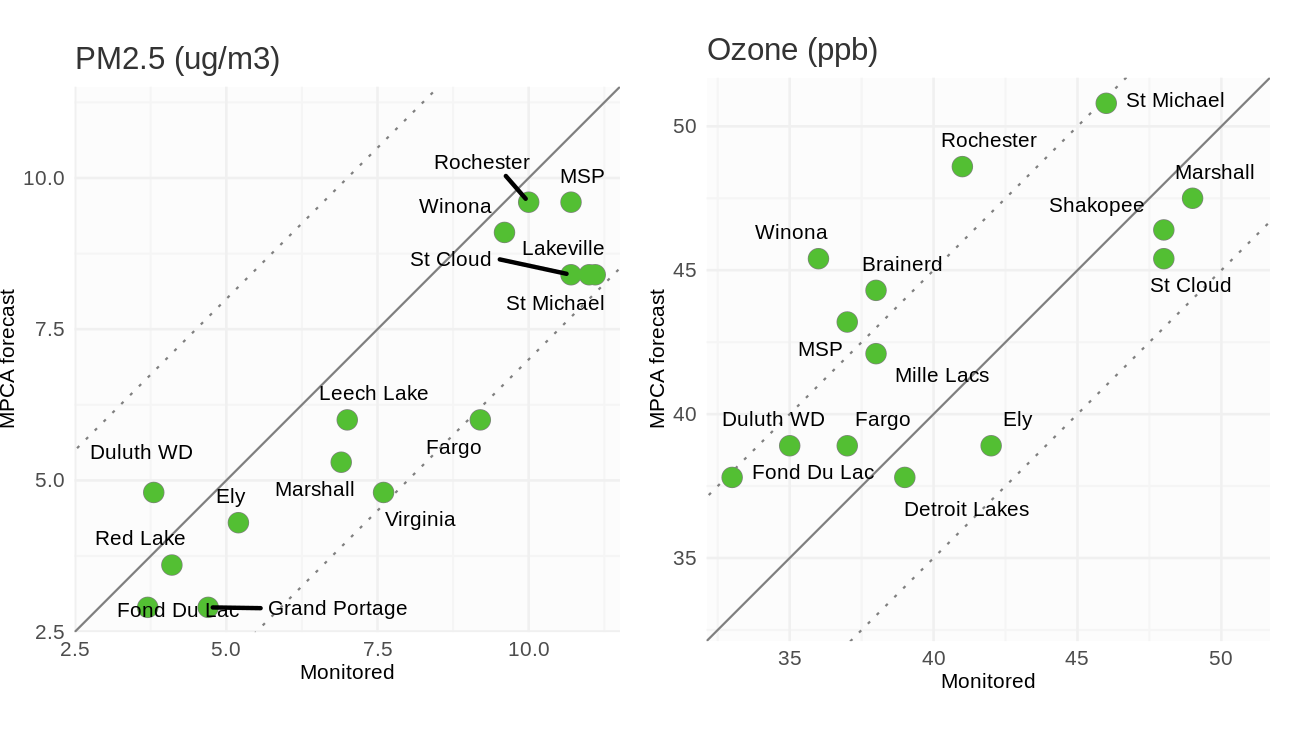 PM2.5 (ug/m3)
MPCA forecast
10.0
7.5
5.0
2.5
Rochester
MSP
Winona
Lakeville
St Cloud
St Michael
Leech Lake
Fargo
Duluth WD
Marshall
Ely
Virginia
Red Lake
Fond Du Lac
Grand Portage
2.5
5.0
7.5
10.0
Monitored
Ozone (ppb)
MPCA forecast
50
45
40
35
St Michael
Rochester
Marshall
Shakopee
Winona
Brainerd
St Cloud
MSP
Mille Lacs
Duluth WD
Fargo
Ely
Fond Du Lac
Detroit Lakes
35
40
45
50
Monitored